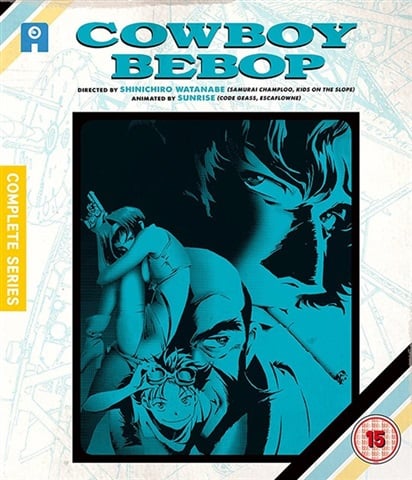 COWBOY
BEBOP
DIRECTED BY SHINICHIRO WATANABE (SAMURAI CHAMPLOO, KIDS ON THE SLOPE)
ANIMATED BY SUNRISE (CODE GEASS, ESCAFLOWNE)
COMPLETE SERIES
15